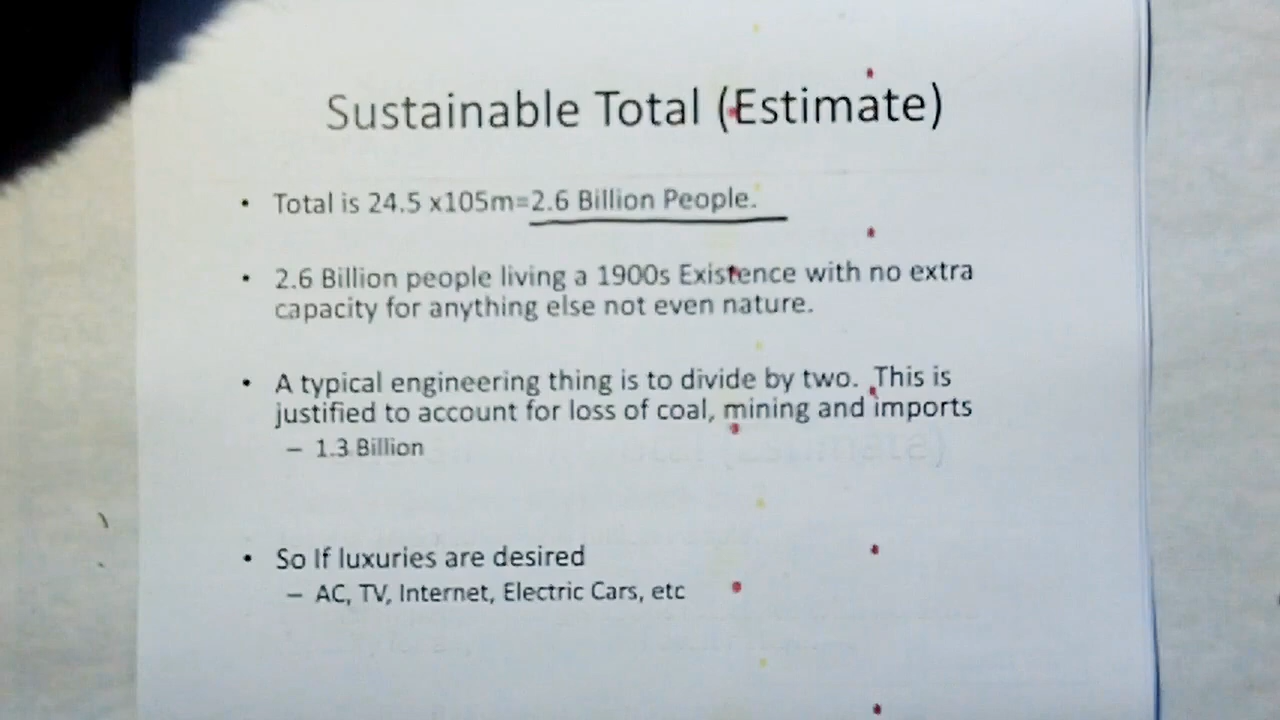 Sustainable Total (Estimate)
• Total is 24.5 x105m=2.6 Billion People.
• 2.6 Billion people living a 1900s Existence with no extra
capacity for anything else not even nature.
• A typical engineering thing is to divide by two. This is
justified to account for loss of coal, mining and imports
– 1.3 Billion
• So If luxuries are desired
– AC, TV, Internet, Electric Cars, etc